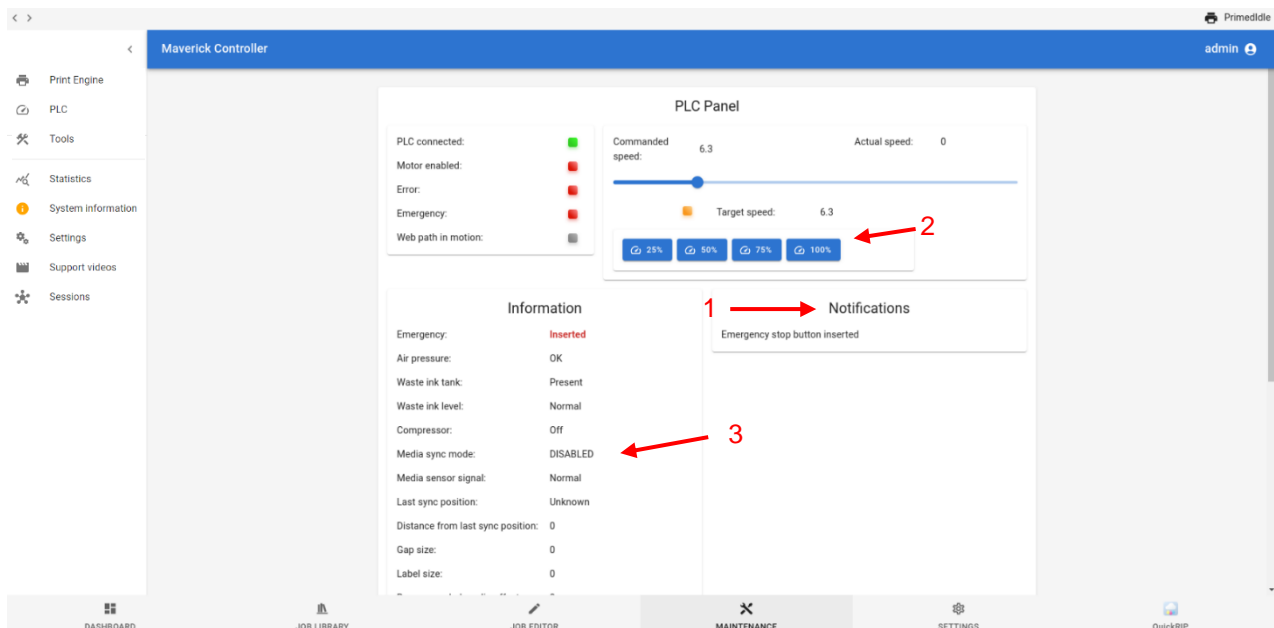 < >
PrimedIdle
<
Maverick Controller
admin
Print Engine
PLC
Tools
Statistics
System information
Settings
Support videos
Sessions
PLC Panel
PLC connected:
Motor enabled:
Error:
Emergency:
Web path in motion:
Commanded speed:
6.3
Actual speed: 0
Target speed: 6.3
25% 50% 75% 100%
2
Information
Emergency: Inserted
Air pressure: OK
Waste ink tank: Present
Waste ink level: Normal
Compressor: Off
Media sync mode: DISABLED
Media sensor signal: Normal
Last sync position: Unknown
Distance from last sync position: 0
Gap size: 0
Label size: 0
3
1
Notifications
Emergency stop button inserted
DASHBOARD
JOB LIBRARY
JOB EDITOR
MAINTENANCE
SETTINGS
QuickRIP